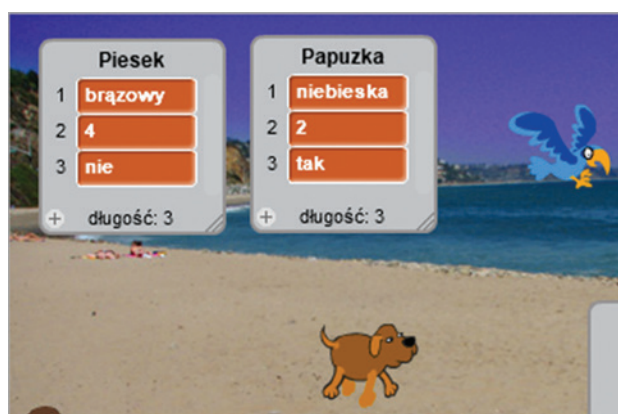 Piesek
1 brązowy
2 4
3 nie
+ długość: 3
Papuzka
1 niebieska
2 2
3 tak
+ długość: 3